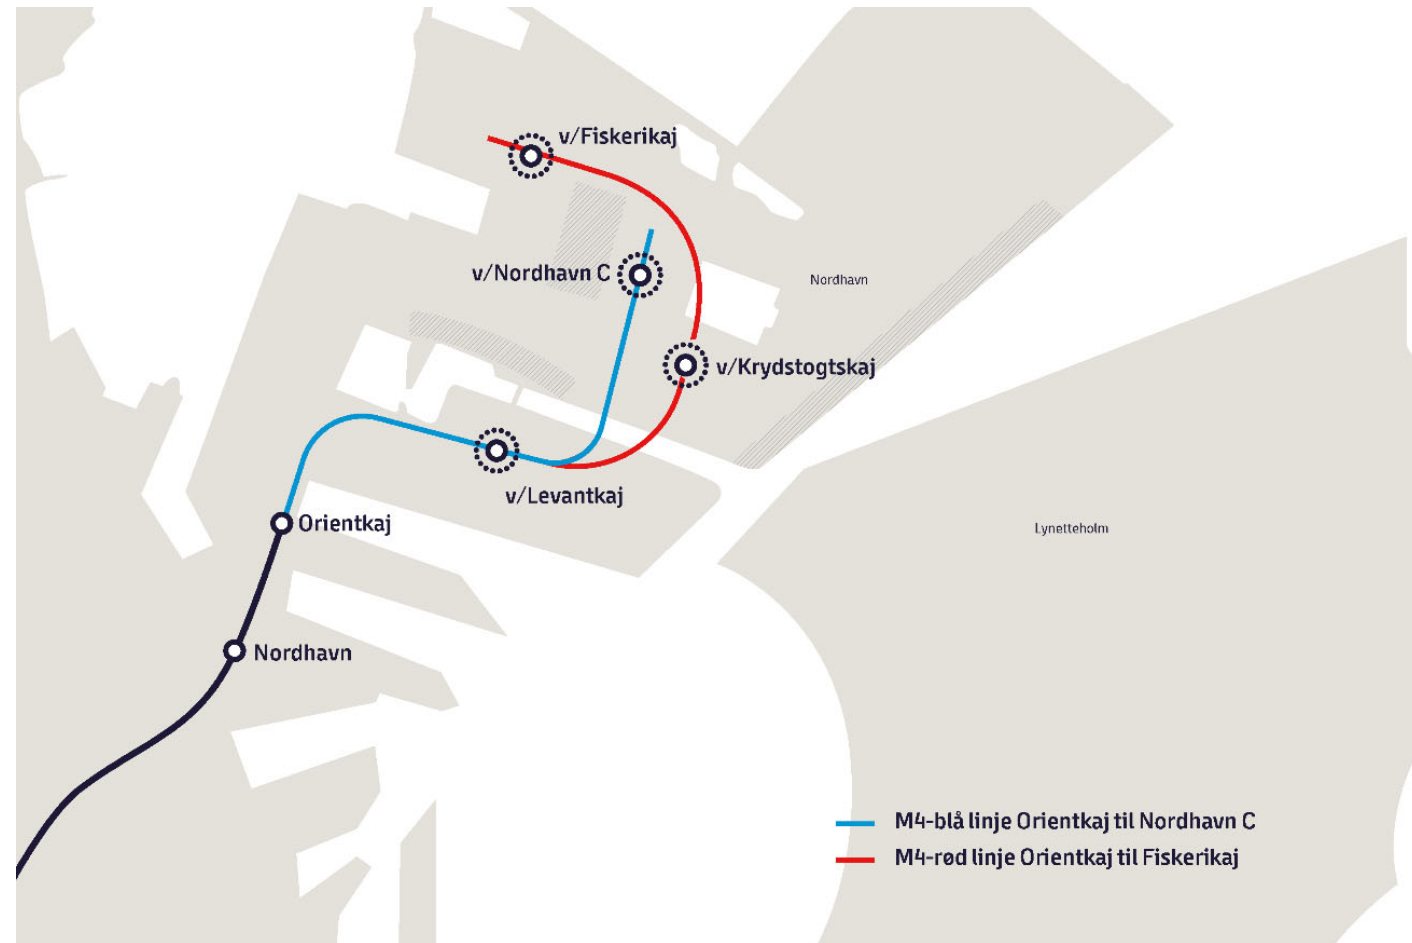 v/Fiskerikaj
v/Nordhavn C
Nordhavn
v/Krydstogtskaj
v/Levantkaj
Orientkaj
Lynetteholm
Nordhavn
M4-blå linje Orientkaj til Nordhavn C
M4-rød linje Orientkaj til Fiskerikaj